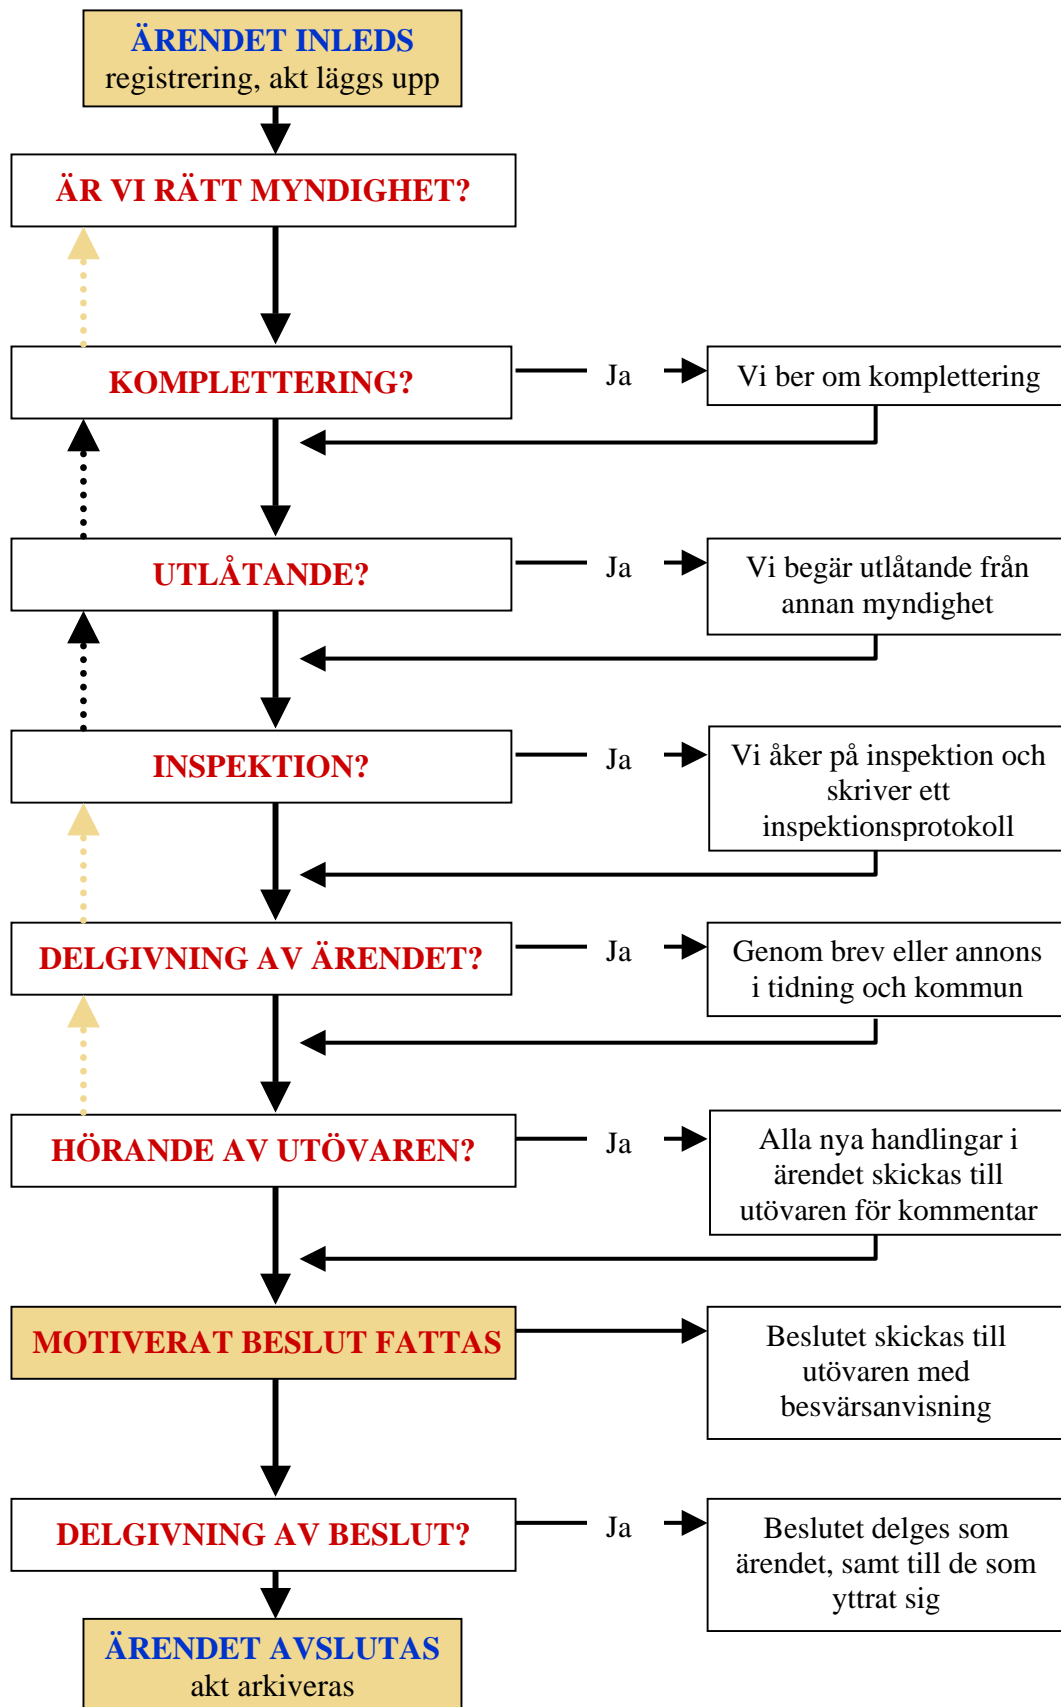 ÄRENDET INLEDS
registrering, akt läggs upp
ÄR VI RÄTT MYNDIGHET?
KOMPLETTERING?
Ja
Vi ber om komplettering
UTLÅTANDE?
Ja
Vi begär utlåtande från
annan myndighet
INSPEKTION?
Ja
Vi åker på inspektion och
skriver ett
inspektionsprotokoll
DELGIVNING AV ÄRENDET?
Ja
Genom brev eller annons
i tidning och kommun
HÖRANDE AV UTÖVAREN?
Ja
Alla nya handlingar i
ärendet skickas till
utövaren för kommentar
MOTIVERAT BESLUT FATTAS
Beslutet skickas till
utövaren med
besvärsanvisning
DELGIVNING AV BESLUT?
Ja
Beslutet delges som
ärendet, samt till de som
yttrat sig
ÄRENDET AVSLUTAS
akt arkiveras